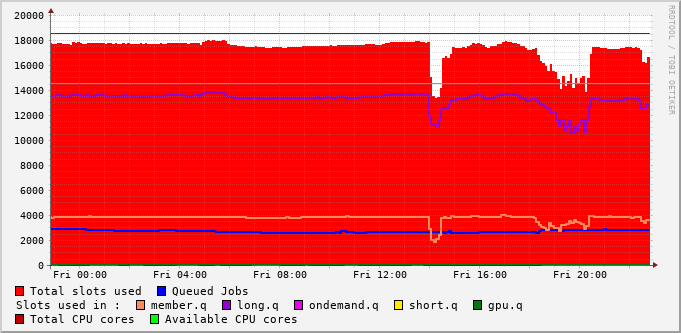 20000
18000
16000
14000
12000
10000
8000
6000
4000
2000
0
Fri 00:00 Fri 04:00 Fri 08:00 Fri 12:00 Fri 16:00 Fri 20:00
Total slots used Queued Jobs
Slots used in : member.q long.q ondemand.q short.q gpu.q
Total CPU cores Available CPU cores
RRDTOOL / TOBI OETIKER